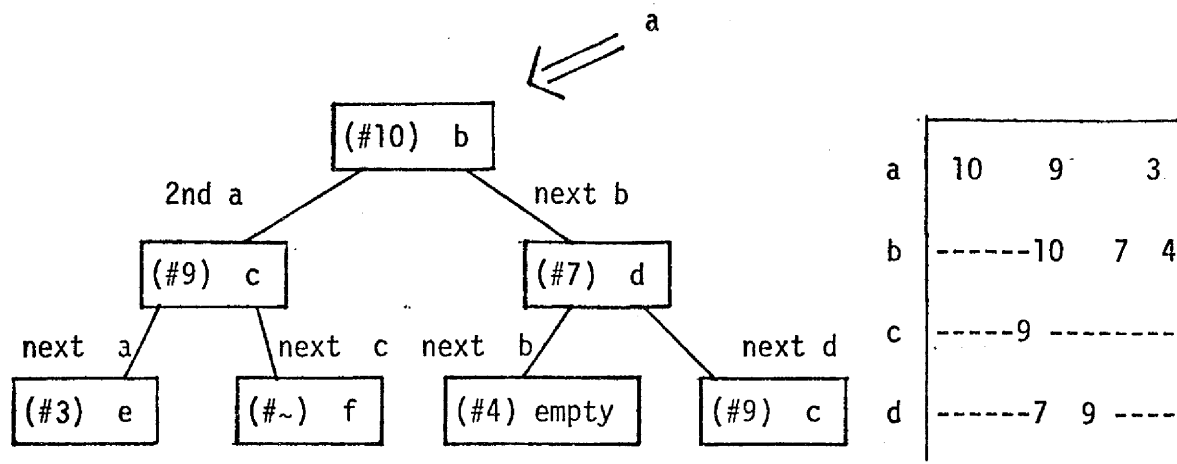 a
(#10) b
2nd a
next b
(#9) c
(#7) d
next a
next c
next b
next d
(#3) e
(#~) f
(#4) empty
(#9) c
a 10 9 3
b ------10 7 4
c -----9 --------
d ------7 9 ----